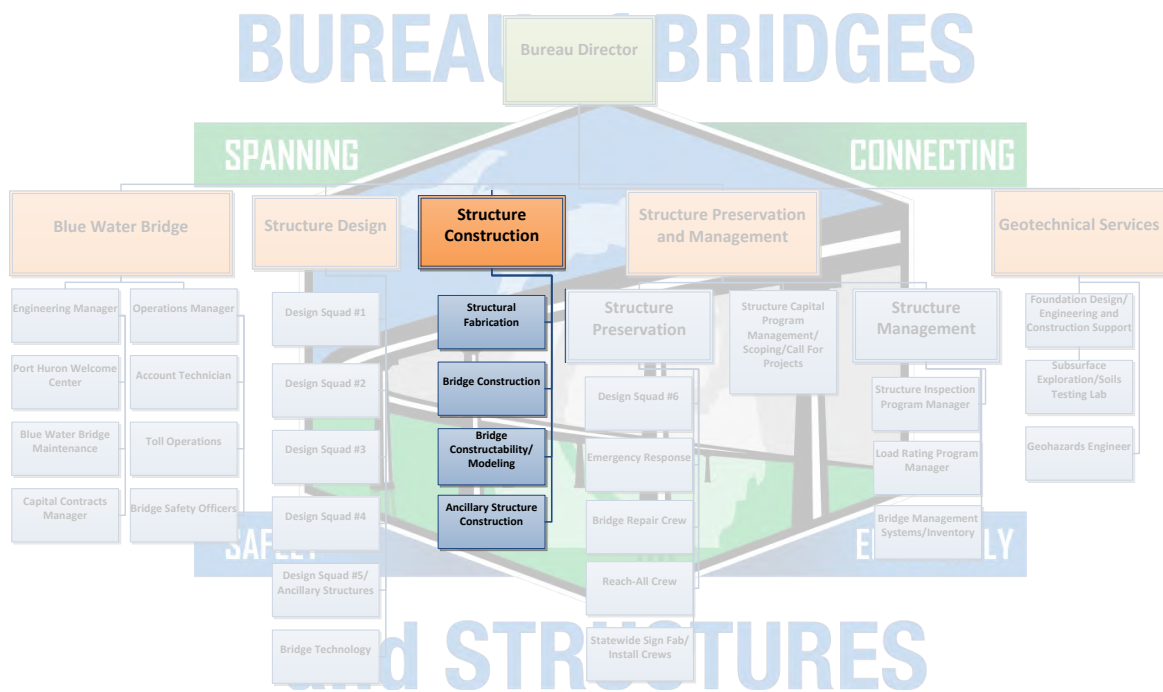 BUREAU
BRIDGES
Bureau Director
SPANNING
CONNECTING
Blue Water Bridge
Structure Design
Structure
Construction
Structure Preservation
and Management
Geotechnical Services
Engineering Manager
Port Huron Welcome
Center
Blue Water Bridge
Maintenance
Capital Contracts
Manager
Operations Manager
Account Technician
Toll Operations
Bridge Safety Officers
Design Squad #1
Design Squad #2
Design Squad #3
Design Squad #4
Design Squad #5/
Ancillary Structures
Bridge Technology
Structural
Fabrication
Bridge Construction
Bridge
Constructability/
Modeling
Ancillary Structure
Construction
Structure
Preservation
Design Squad #6
Emergency Response
Bridge Repair Crew
Reach-All Crew
Statewide Sign Fab/
Install Crews
Structure Capital
Program
Management/
Scoping/Call For
Projects
Structure
Management
Structure Inspection
Program Manager
Load Rating Program
Manager
Bridge Management
Systems/Inventory
Foundation Design/
Engineering and
Construction Support
Subsurface
Exploration/Soils
Testing Lab
Geohazards Engineer
SAFELY
and STRUCTURES